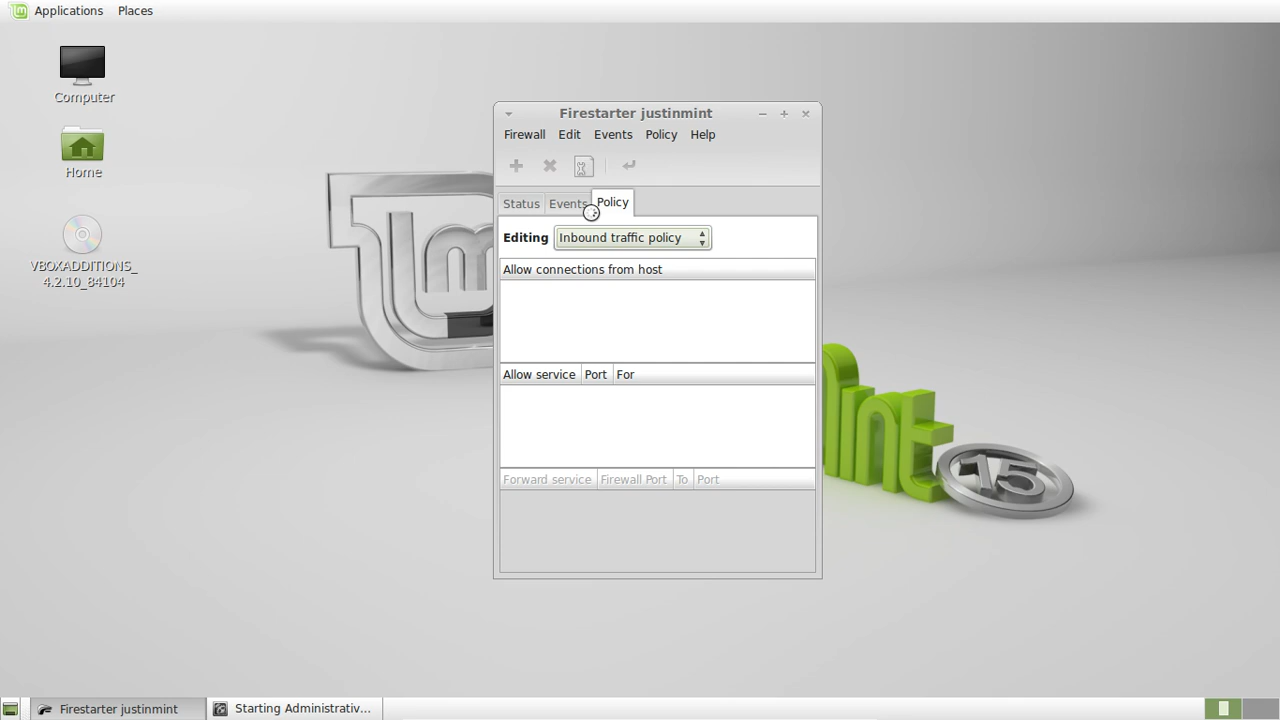 Applications Places
Computer
Home
VBOXADDITIONS_
4.2.10_84104
Firestarter justinmint
Firewall Edit Events Policy Help
Status Events Policy
Editing Inbound traffic policy
Allow connections from host
Allow service Port For
Forward service Firewall Port To Port
int
15
Firestarter justinmint
Starting Administrativ...